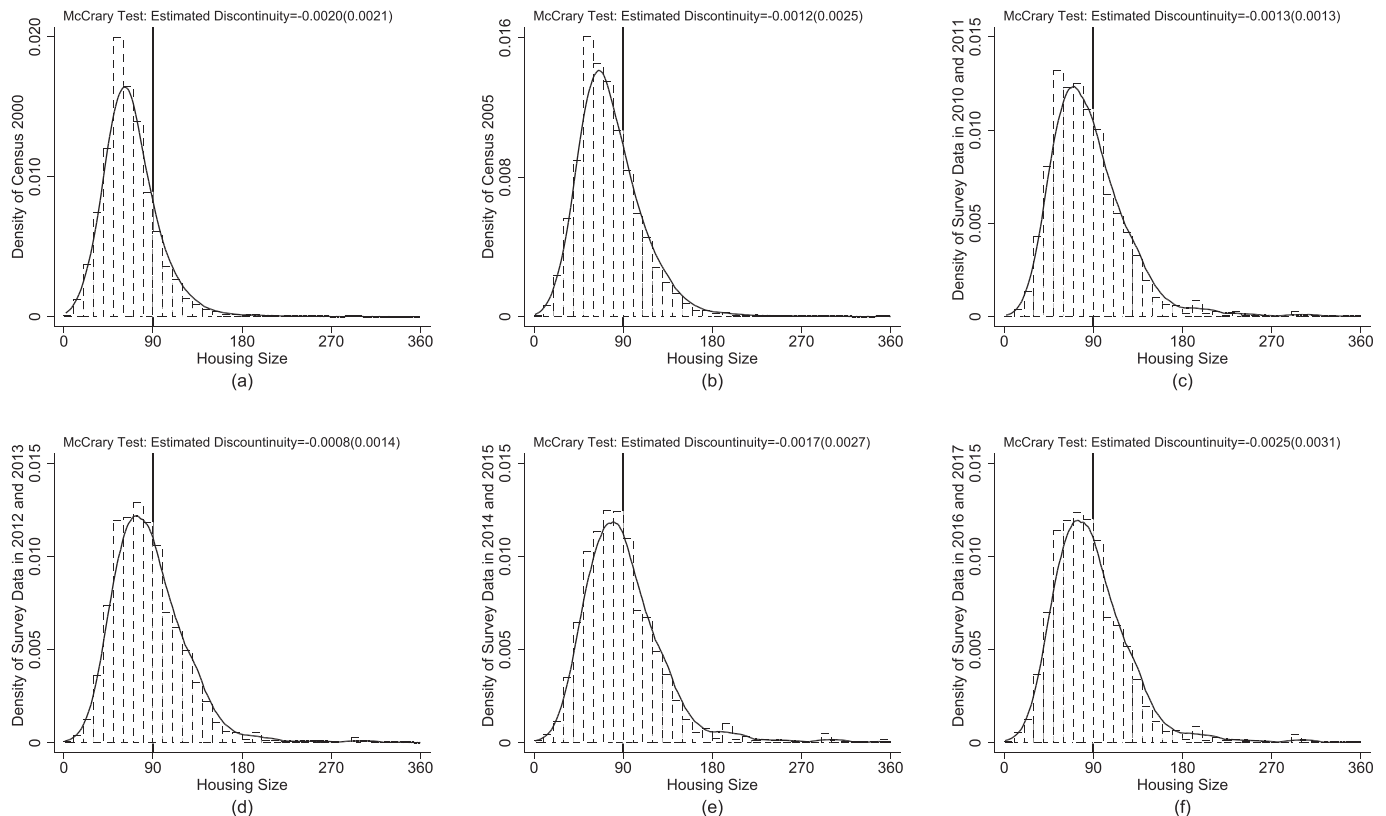 McCrary Test: Estimated Discountinuity=-0.0020(0.0021)
Density of Census 2000
0
0.010
0.020
0 90 180 270 360
Housing Size
(a)
McCrary Test: Estimated Discountinuity=-0.0012(0.0025)
Density of Census 2005
0
0.008
0.016
0 90 180 270 360
Housing Size
(b)
McCrary Test: Estimated Discountinuity=-0.0013(0.0013)
Density of Survey Data in 2010 and 2011
0
0.005
0.010
0.015
0 90 180 270 360
Housing Size
(c)
McCrary Test: Estimated Discountinuity=-0.0008(0.0014)
Density of Survey Data in 2012 and 2013
0
0.005
0.010
0.015
0 90 180 270 360
Housing Size
(d)
McCrary Test: Estimated Discountinuity=-0.0017(0.0027)
Density of Survey Data in 2014 and 2015
0
0.005
0.010
0.015
0 90 180 270 360
Housing Size
(e)
McCrary Test: Estimated Discountinuity=-0.0025(0.0031)
Density of Survey Data in 2016 and 2017
0
0.005
0.010
0.015
0 90 180 270 360
Housing Size
(f)